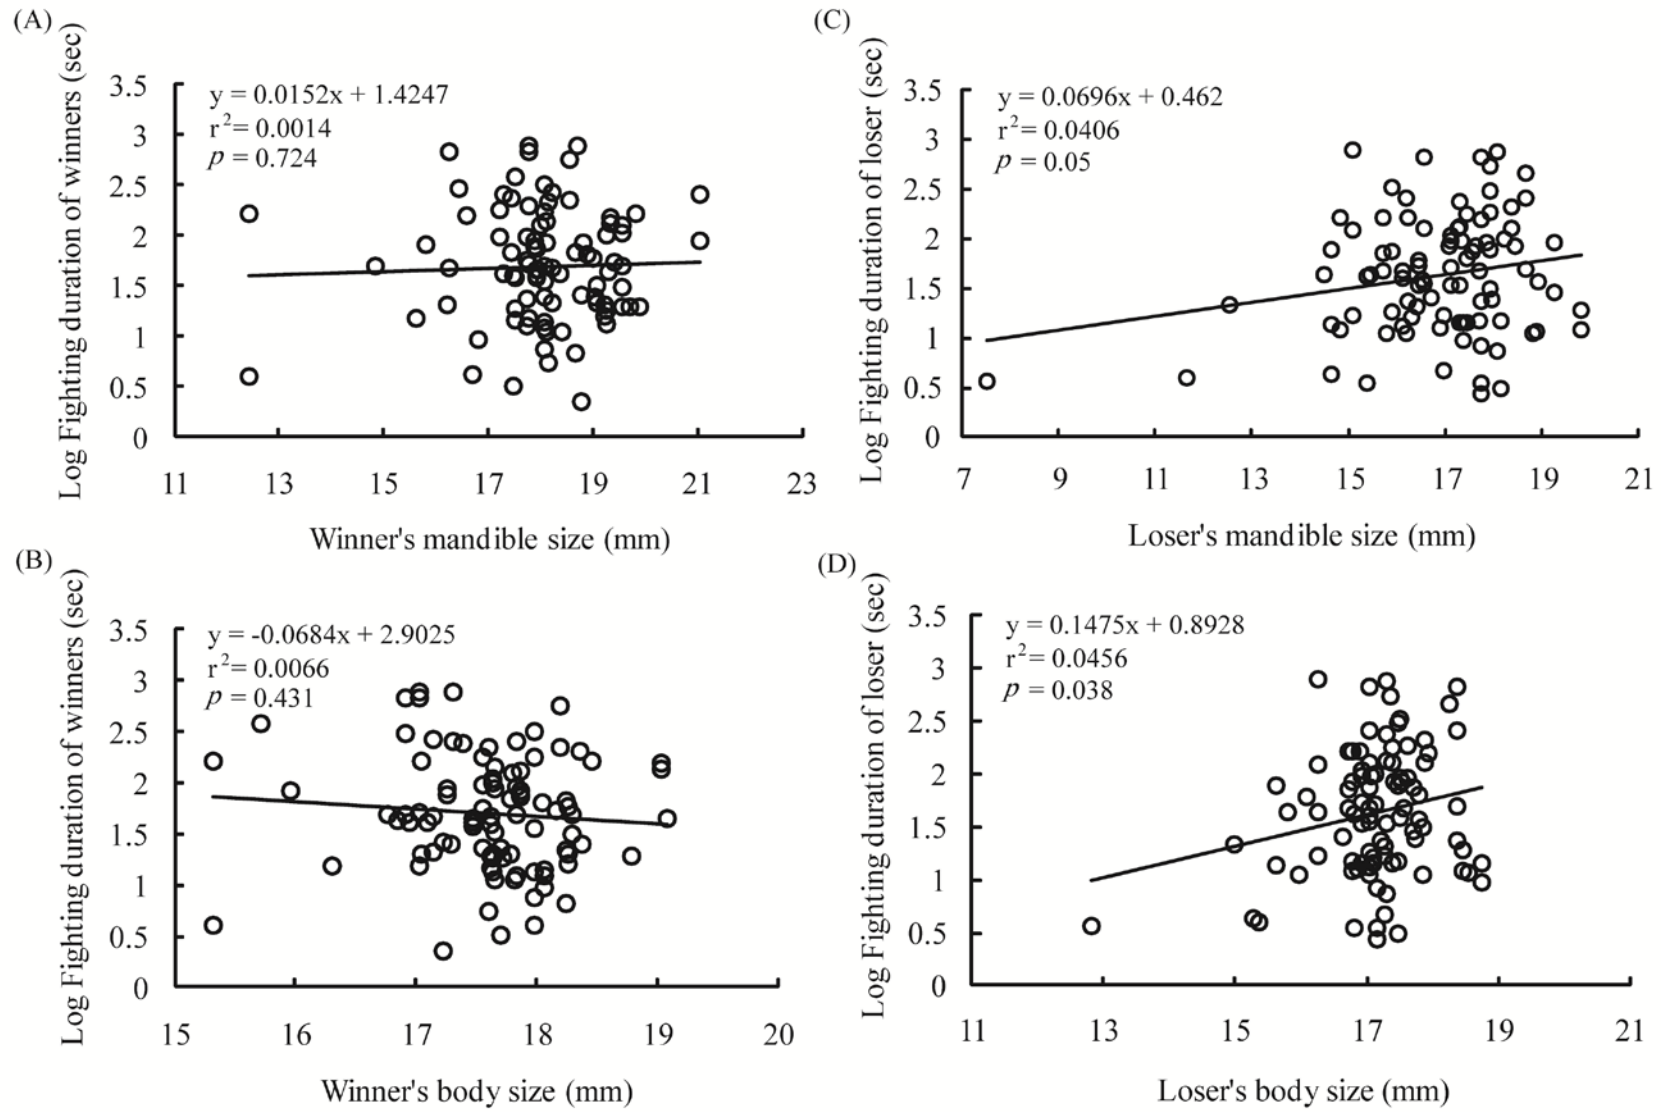 (A)
Log Fighting duration of winners (sec)
3.5
3
2.5
2
1.5
1
0.5
0
y = 0.0152x + 1.4247
r2= 0.0014
p = 0.724
11 13 15 17 19 21 23
Winner's mandible size (mm)
(C)
Log Fighting duration of loser (sec)
3.5
3
2.5
2
1.5
1
0.5
0
y = 0.0696x + 0.462
r2= 0.0406
p = 0.05
7 9 11 13 15 17 19 21
Loser's mandible size (mm)
(B)
Log Fighting duration of winners (sec)
3.5
3
2.5
2
1.5
1
0.5
0
y = -0.0684x + 2.9025
r2= 0.0066
p = 0.431
15 16 17 18 19 20
Winner's body size (mm)
(D)
Log Fighting duration of loser (sec)
3.5
3
2.5
2
1.5
1
0.5
0
y = 0.1475x + 0.8928
r2= 0.0456
p = 0.038
11 13 15 17 19 21
Loser's body size (mm)